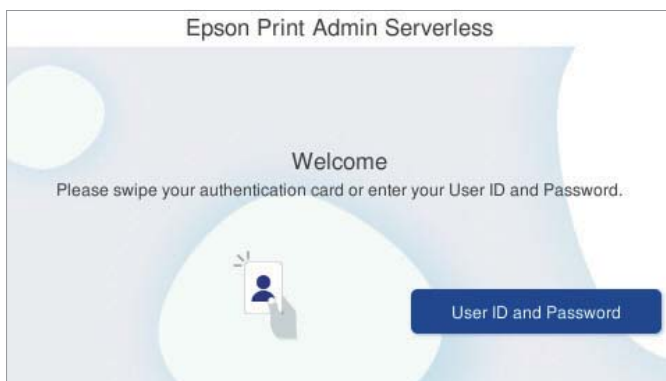 Epson Print Admin Serverless
Welcome
Please swipe your authentication card or enter your User ID and Password.
User ID and Password